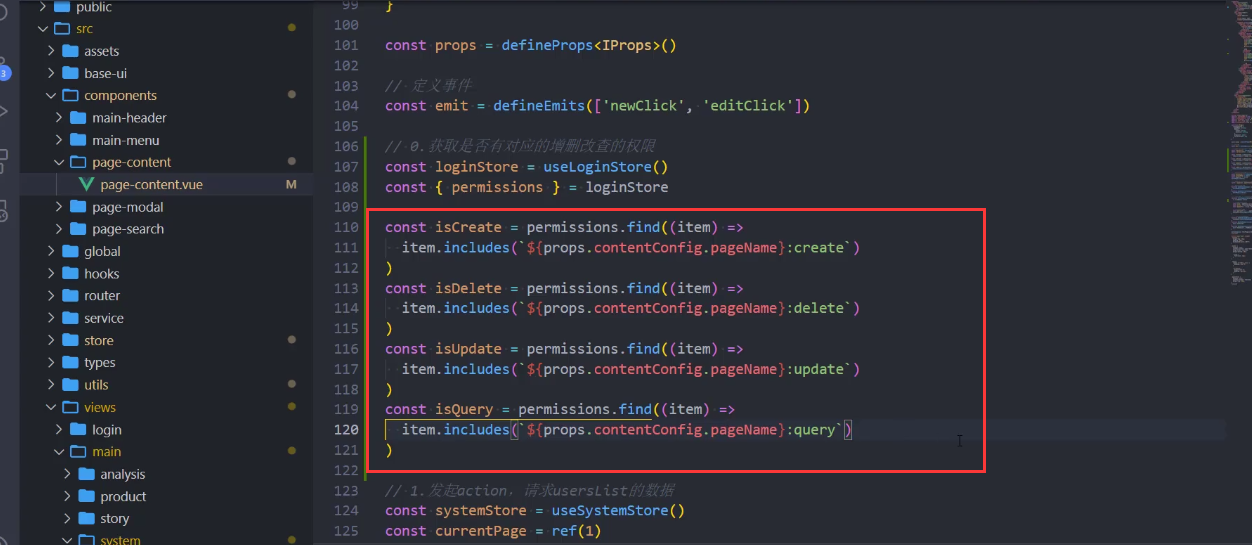 public
src
assets
base-ui
components
main-header
main-menu
page-content
page-content.vue M
page-modal
page-search
global
hooks
router
service
store
types
utils
views
login
main
analysis
product
story
system
3
99 }
100
101 const props = defineProps<IProps>()
102
103 // 定义事件
104 const emit = defineEmits(['newClick', 'editClick'])
105
106 // 0.获取是否有对应的增删改查的权限
107 const loginStore = useLoginStore()
108 const { permissions } = loginStore
109
110 const isCreate = permissions.find((item) =>
111 item.includes(`${props.contentConfig.pageName}:create`)
112 )
113 const isDelete = permissions.find((item) =>
114 item.includes(`${props.contentConfig.pageName}:delete`)
115 )
116 const isUpdate = permissions.find((item) =>
117 item.includes(`${props.contentConfig.pageName}:update`)
118 )
119 const isQuery = permissions.find((item) =>
120 item.includes(`${props.contentConfig.pageName}:query`)
121 )
122
123 // 1.发起action，请求usersList的数据
124 const systemStore = useSystemStore()
125 const currentPage = ref(1)